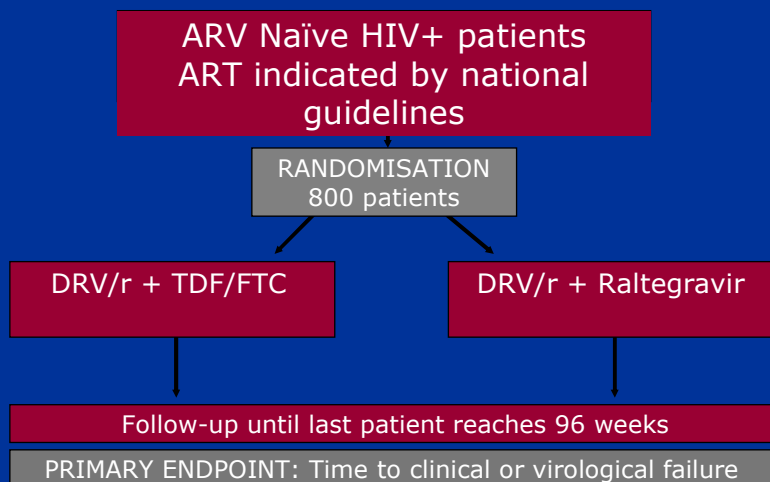 ARV Naïve HIV+ patients
ART indicated by national
guidelines
RANDOMISATION
800 patients
DRV/r + TDF/FTC
DRV/r + Raltegravir
Follow-up until last patient reaches 96 weeks
PRIMARY ENDPOINT: Time to clinical or virological failure